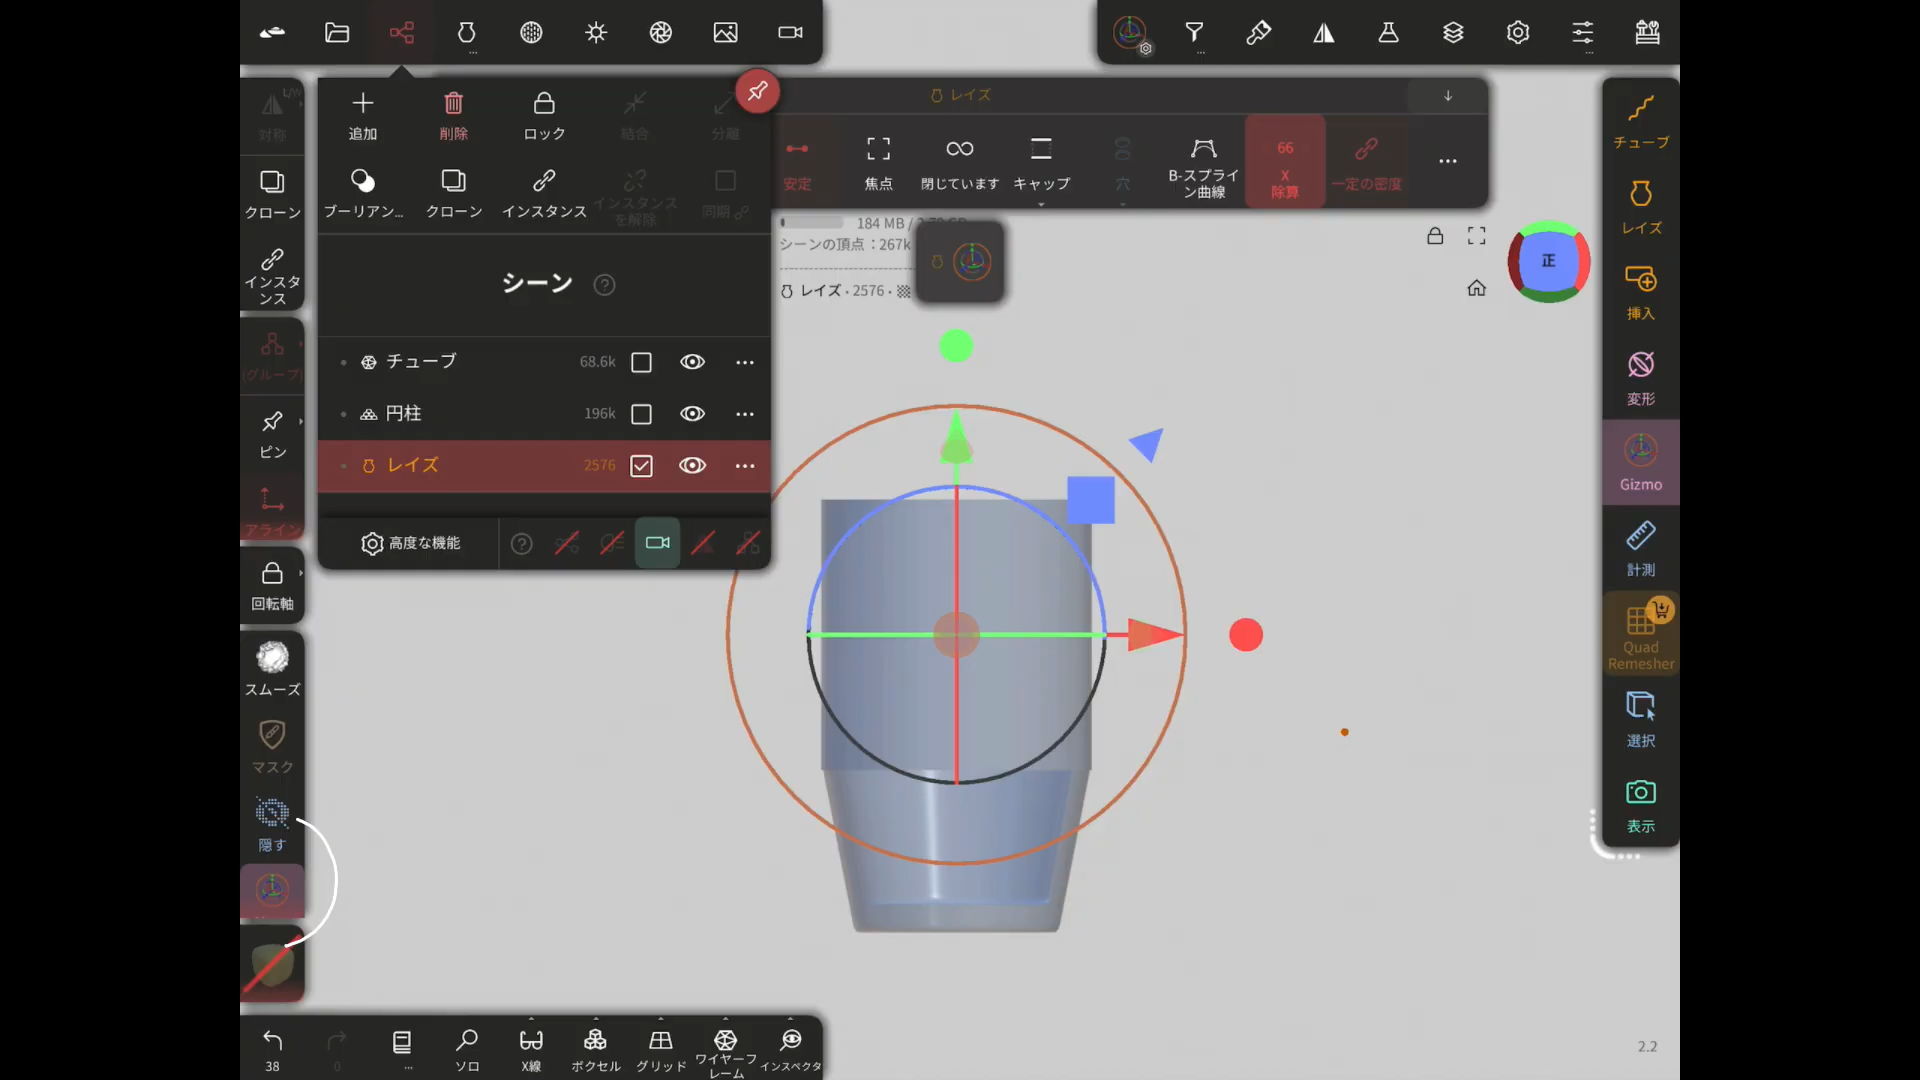 L/W
対称
クローン
インスタ
ンス
(グループ)
ピン
アライン
回転軸
スムーズ
マスク
隠す
追加
削除
ロック
結合
分離
ブーリアン...
クローン
インスタンス
インスタンス
を解除
同期
シーン
?
チューブ
68.6k
円柱
196k
レイズ
2576
高度な機能
?
レイズ
安定
焦点
閉じています
キャップ
穴
B-スプライ
ン曲線
66
X
除算
一定の密度
184 MB /
シーンの頂点：267k
レイズ • 2576 •
正
チューブ
レイズ
挿入
変形
Gizmo
計測
Quad
Remesher
選択
表示
2.2
38
0
...
ソロ
X線
ボクセル
グリッド
ワイヤーフ
レーム
インスペクタ